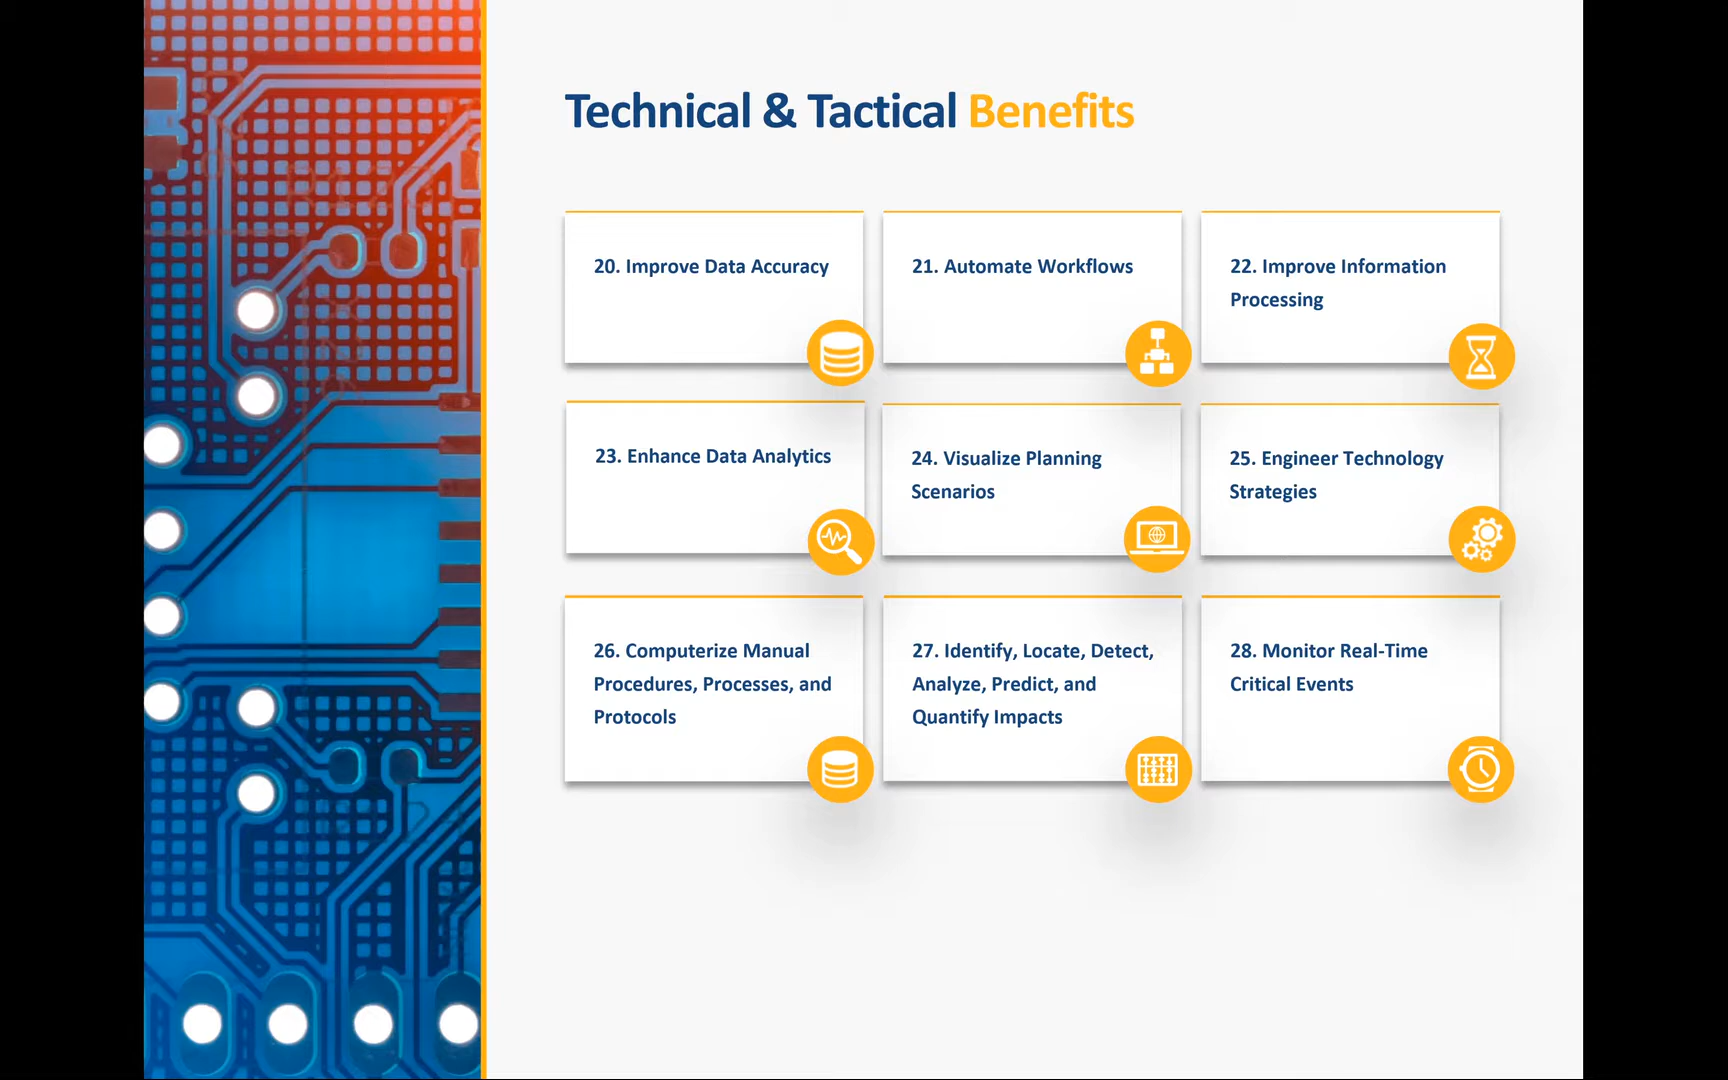 Technical & Tactical Benefits
20. Improve Data Accuracy
21. Automate Workflows
22. Improve Information
Processing
23. Enhance Data Analytics
24. Visualize Planning
Scenarios
25. Engineer Technology
Strategies
26. Computerize Manual
Procedures, Processes, and
Protocols
27. Identify, Locate, Detect,
Analyze, Predict, and
Quantify Impacts
28. Monitor Real-Time
Critical Events